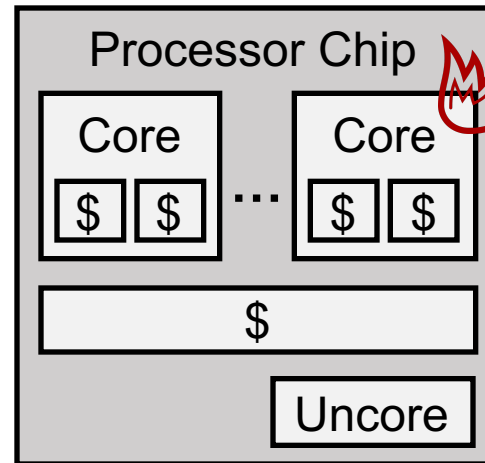 Processor Chip
Core Core
$ $ ... $ $
$
Uncore